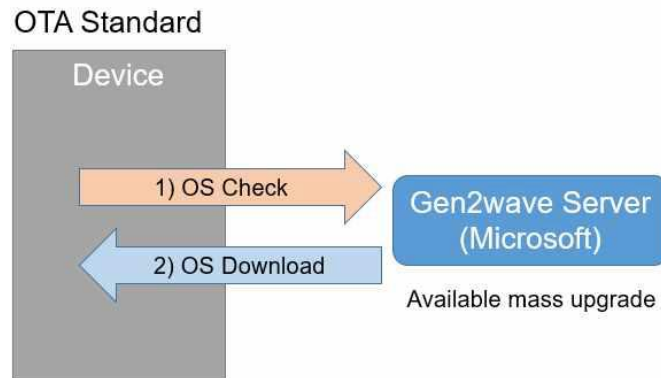 OTA Standard
Device
1) OS Check
Gen2wave Server
(Microsoft)
2) OS Download
Available mass upgrade